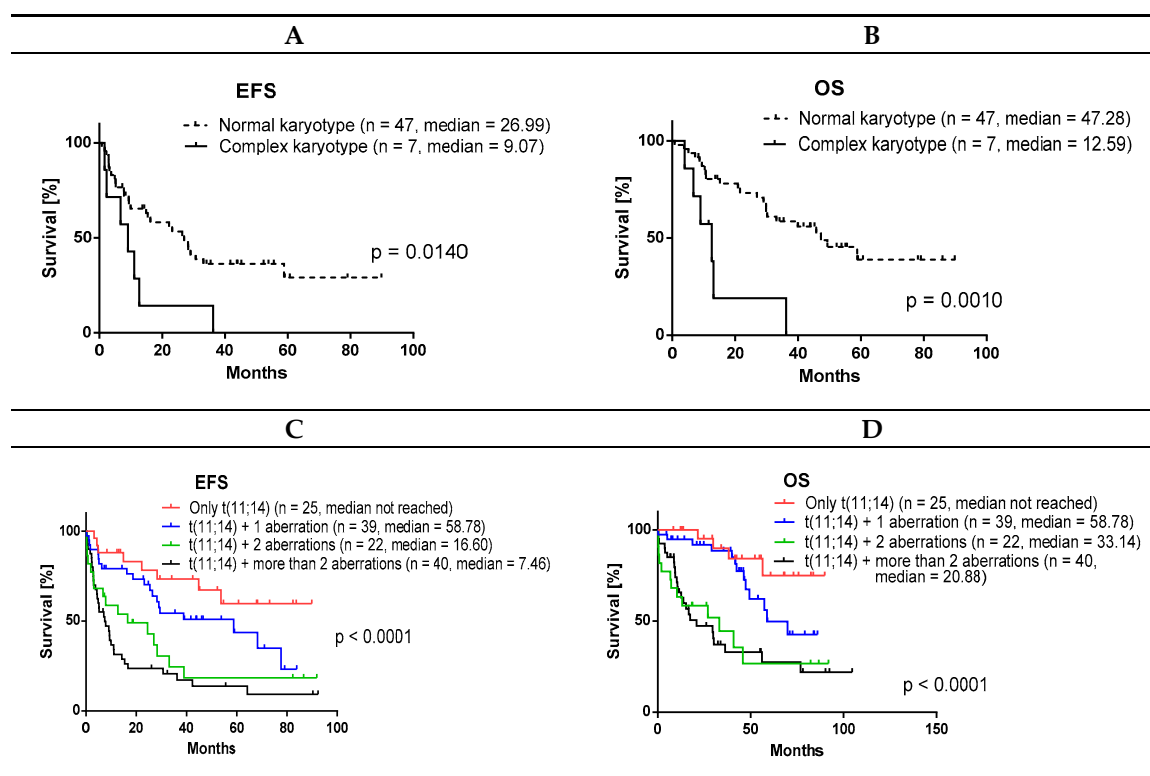 A
B
EFS
Normal karyotype (n = 47, median = 26.99)
Complex karyotype (n = 7, median = 9.07)
100
50
0
Survival [%]
p = 0.0140
0 20 40 60 80 100
Months
OS
Normal karyotype (n = 47, median = 47.28)
Complex karyotype (n = 7, median = 12.59)
100
50
0
Survival [%]
p = 0.0010
0 20 40 60 80 100
Months
C
D
EFS
Only t(11;14) (n = 25, median not reached)
t(11;14) + 1 aberration (n = 39, median = 58.78)
t(11;14) + 2 aberrations (n = 22, median = 16.60)
t(11;14) + more than 2 aberrations (n = 40, median = 7.46)
100
50
0
Survival [%]
p < 0.0001
0 20 40 60 80 100
Months
OS
Only t(11;14) (n = 25, median not reached)
t(11;14) + 1 aberration (n = 39, median = 58.78)
t(11;14) + 2 aberrations (n = 22, median = 33.14)
t(11;14) + more than 2 aberrations (n = 40,
median = 20.88)
100
50
0
Survival [%]
p < 0.0001
0 50 100 150
Months